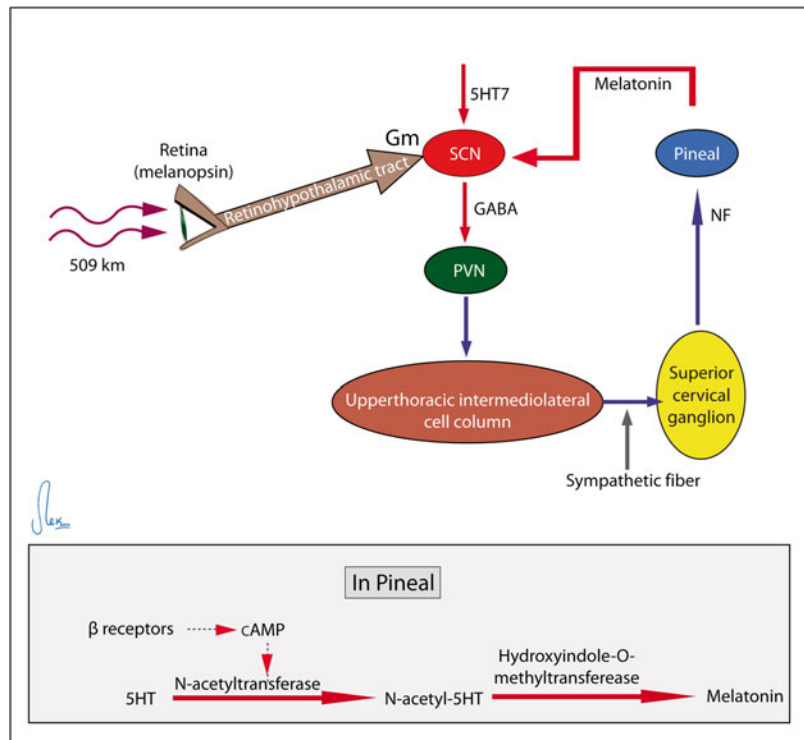 Melatonin
5HT7
Gm
Retina
(melanopsin)
SCN
Pineal
Retinohypothalamic tract
GABA
NF
509 km
PVN
Superior
cervical
ganglion
Upperthoracic intermediolateral
cell column
Sympathetic fiber
In Pineal
β receptors
cAMP
Hydroxyindole-O-
methyltransferease
N-acetyltransferase
5HT
N-acetyl-5HT
Melatonin